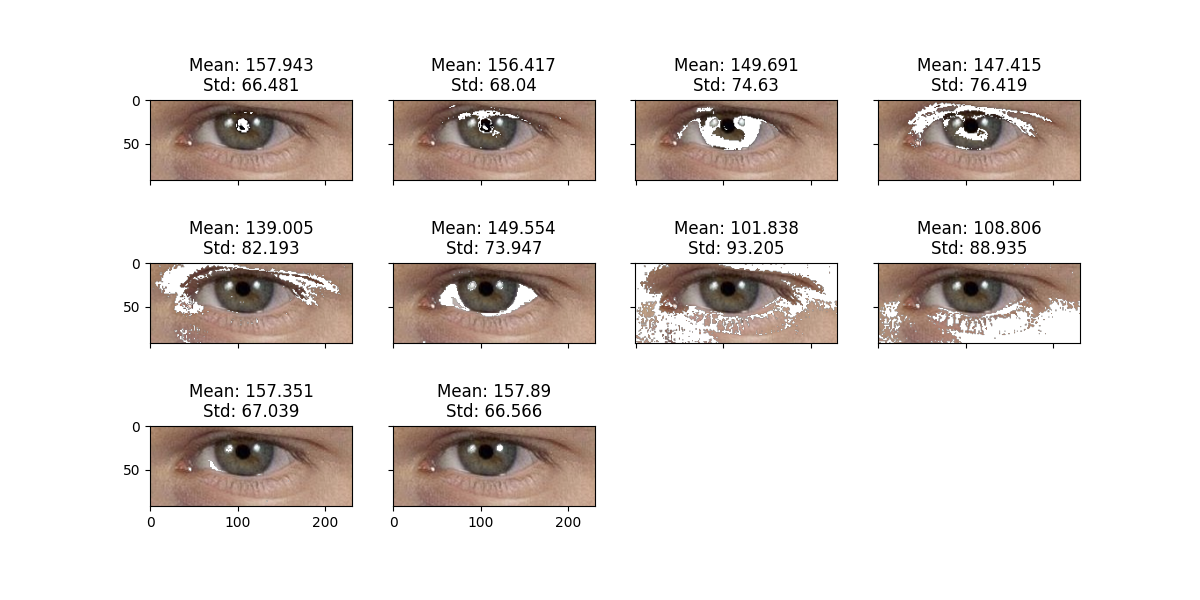 Mean: 157.943
Std: 66.481
Mean: 156.417
Std: 68.04
Mean: 149.691
Std: 74.63
Mean: 147.415
Std: 76.419
0
50
Mean: 139.005
Std: 82.193
Mean: 149.554
Std: 73.947
Mean: 101.838
Std: 93.205
Mean: 108.806
Std: 88.935
0
50
Mean: 157.351
Std: 67.039
Mean: 157.89
Std: 66.566
0
50
0 100 200
0 100 200